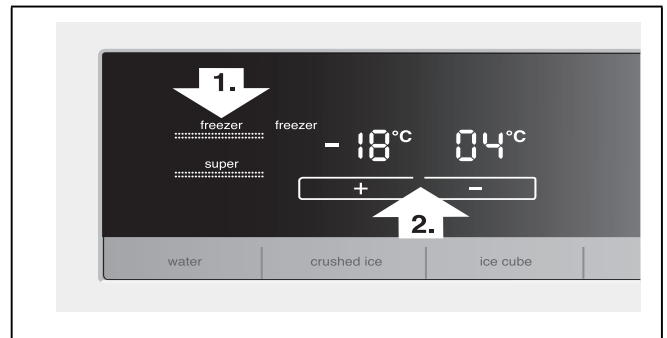 1.
freezer freezer
-18°C 04°C
super
+ -
2.
water crushed ice ice cube